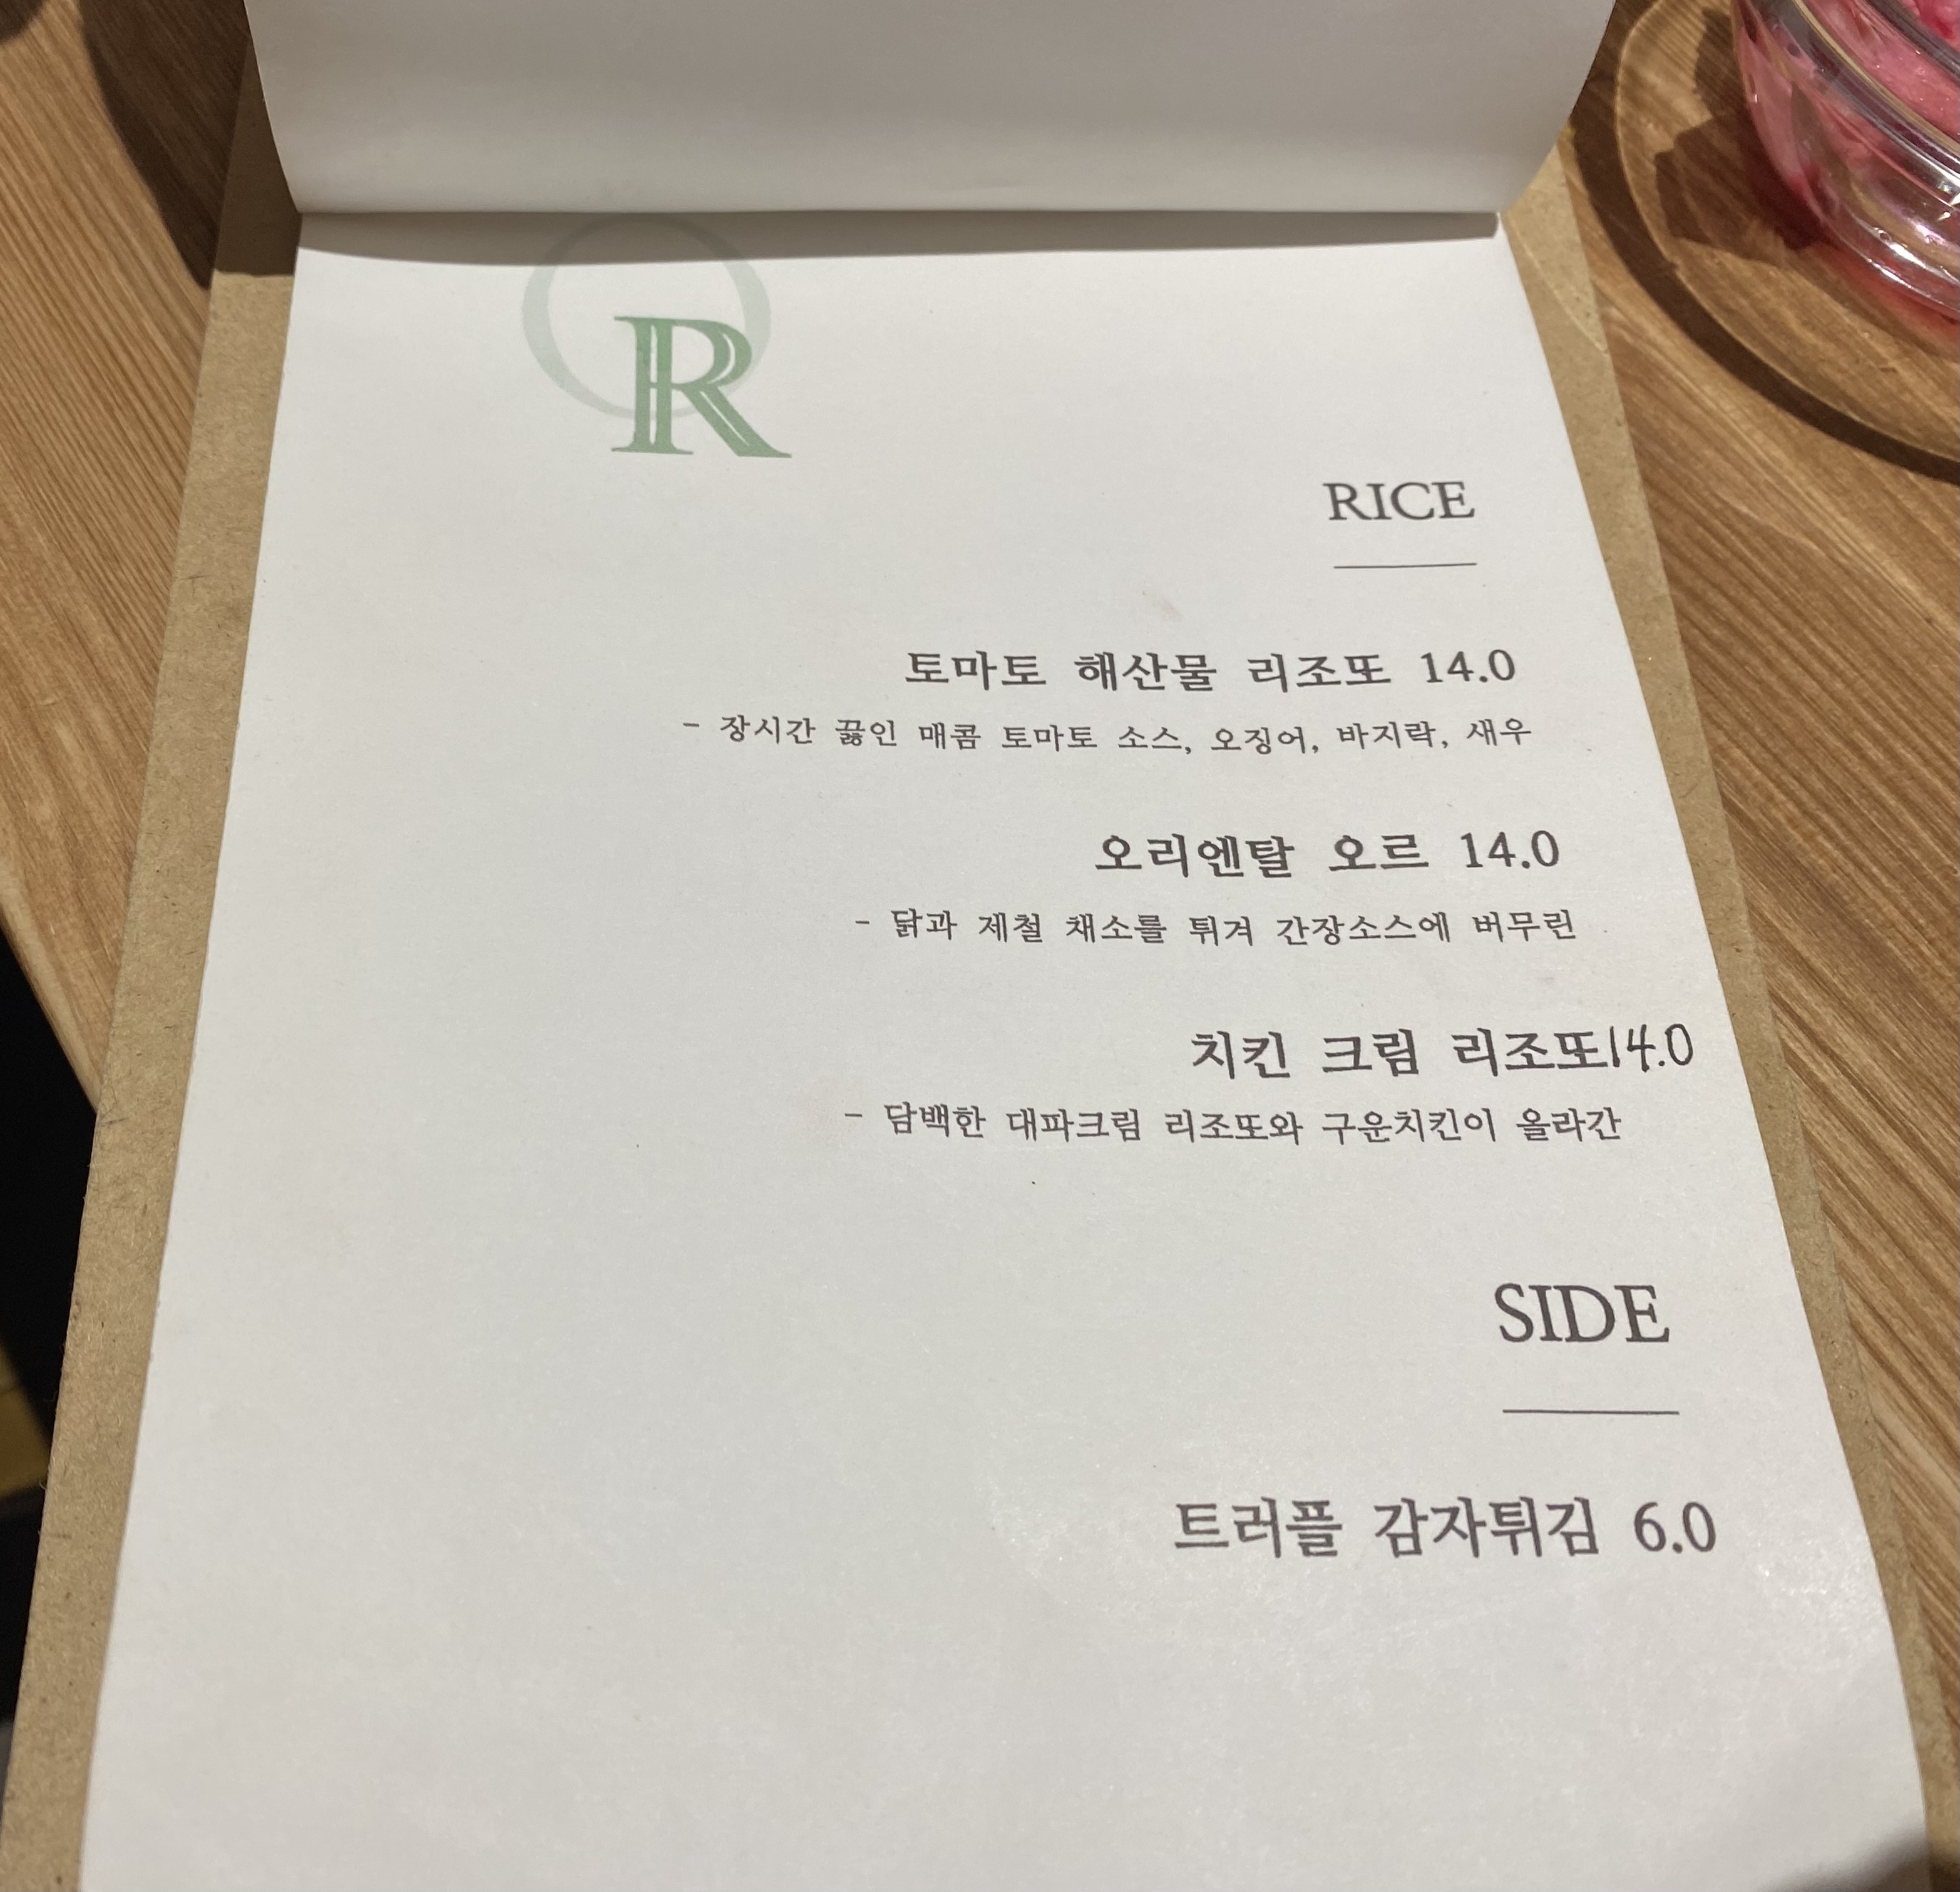 OR
RICE
토마토 해산물 리조또 14.0
- 장시간 끓인 매콤 토마토 소스, 오징어, 바지락, 새우
오리엔탈 오르 14.0
- 닭과 제철 채소를 튀겨 간장소스에 버무린
치킨 크림 리조또14.0
- 담백한 대파크림 리조또와 구운치킨이 올라간
SIDE
트러플 감자튀김 6.0